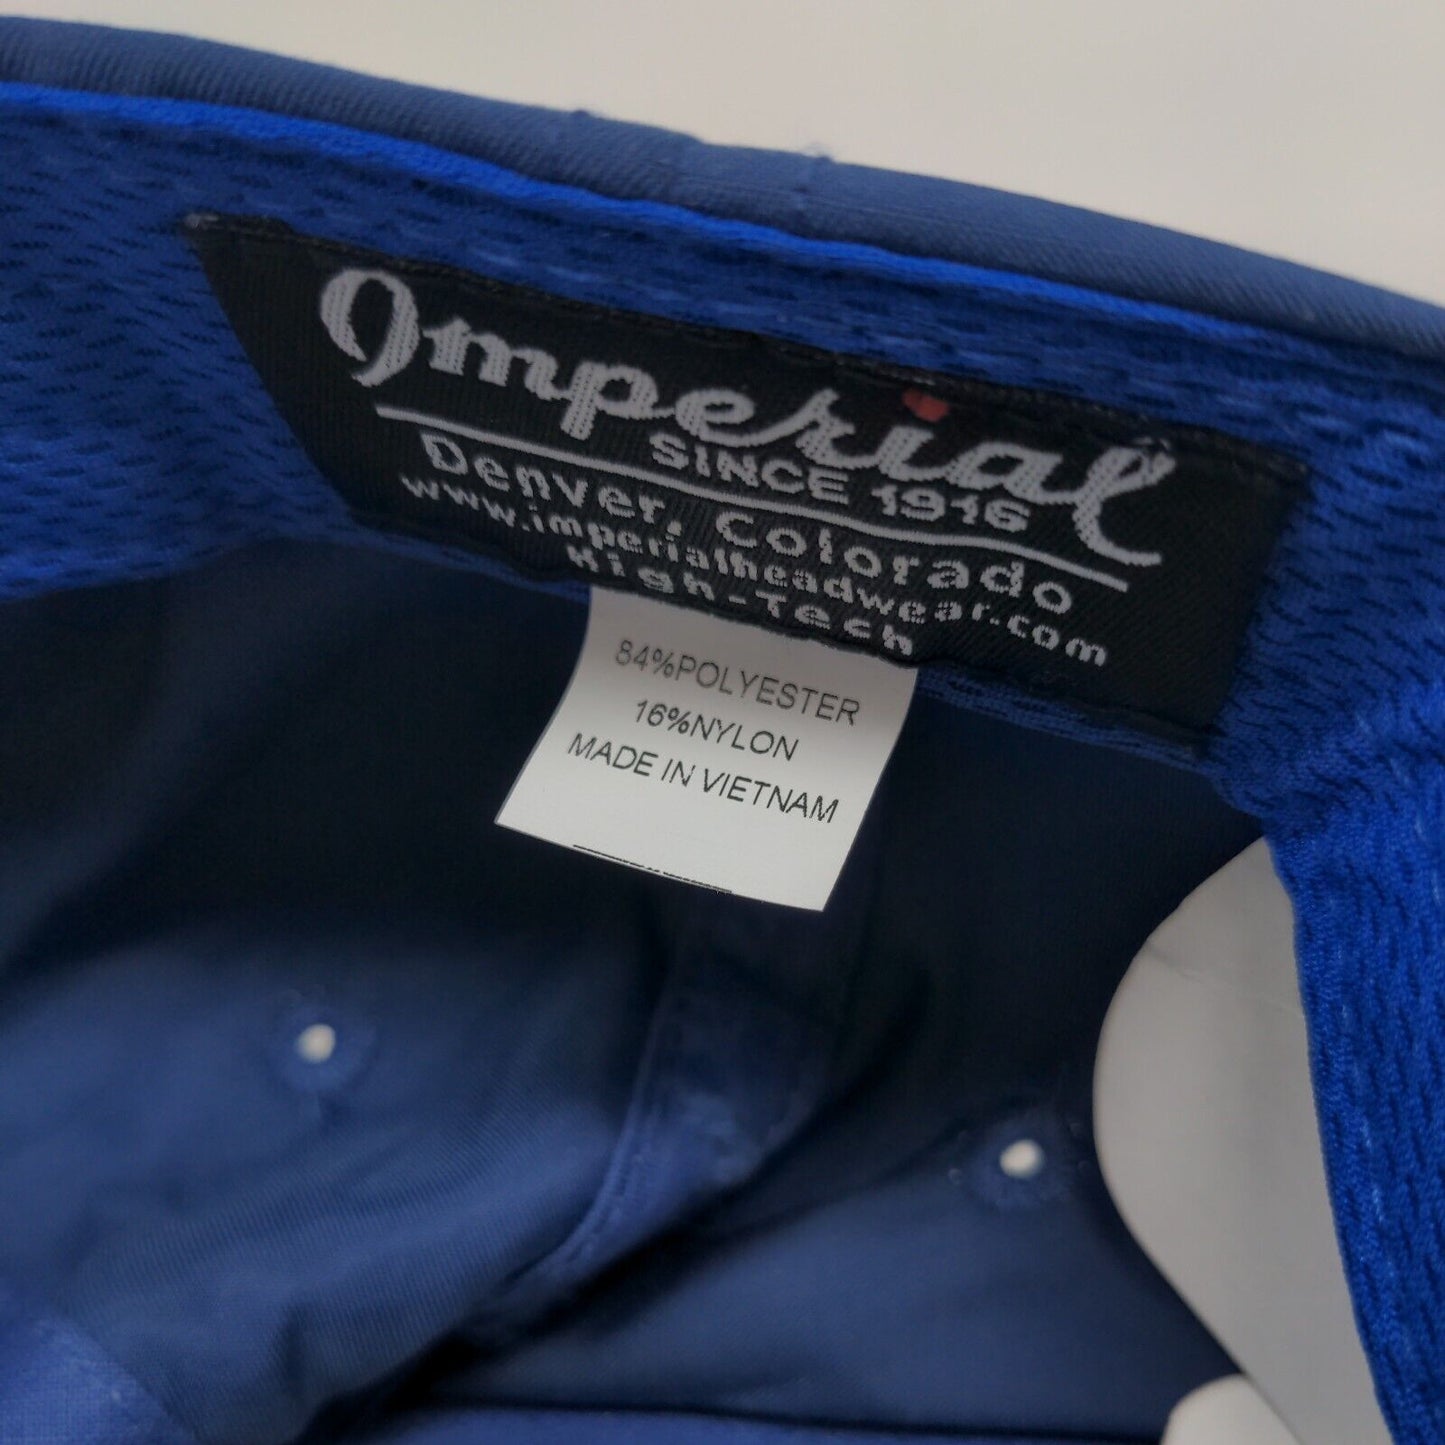 Imperial
SINCE 1916
Denver, Colorado
www.imperialheadwear.com
High-Tech
84%POLYESTER
16%NYLON
MADE IN VIETNAM